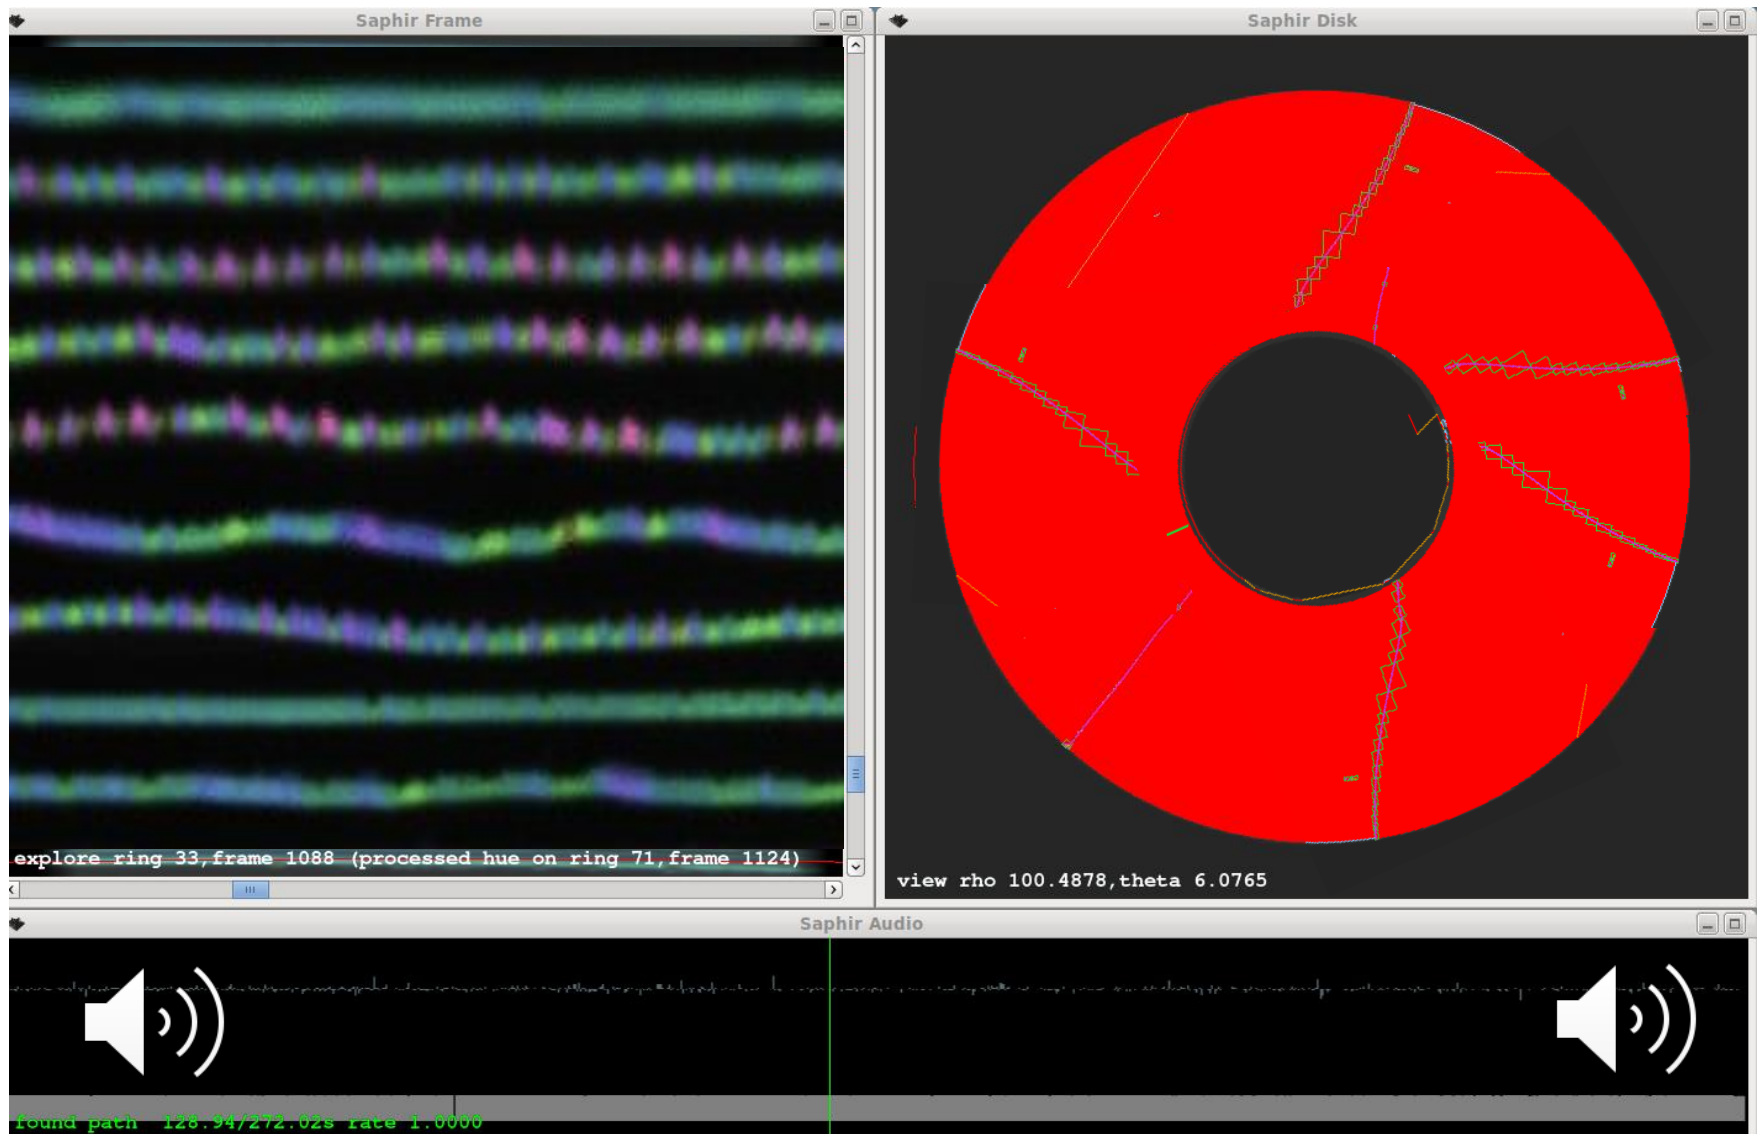 Saphir Frame
Saphir Disk
explore ring 33,frame 1088 (processed hue on ring 71,frame 1124)
view rho 100.4878,theta 6.0765
Saphir Audio
found path 128.94/272.02s rate 1.0000